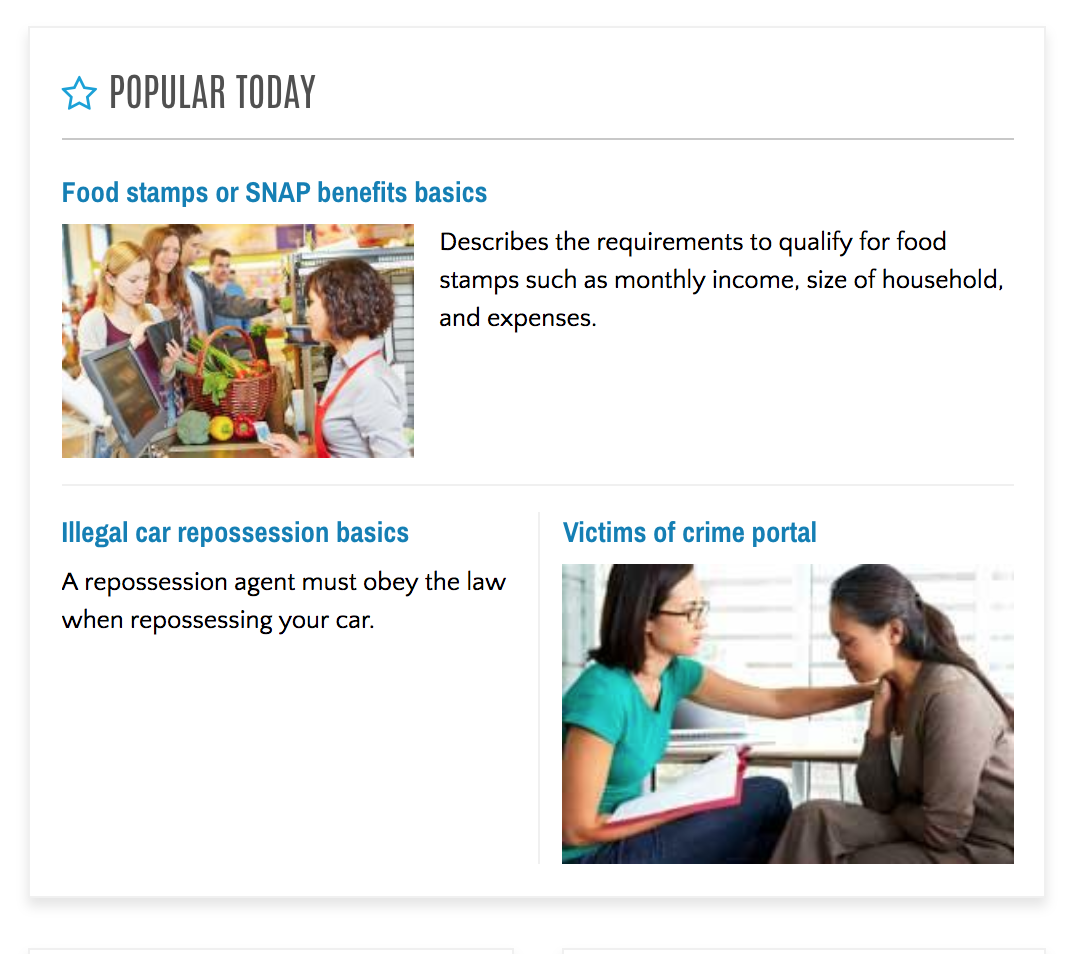 POPULAR TODAY
Food stamps or SNAP benefits basics
Describes the requirements to qualify for food
stamps such as monthly income, size of household,
and expenses.
Illegal car repossession basics
A repossession agent must obey the law
when repossessing your car.
Victims of crime portal